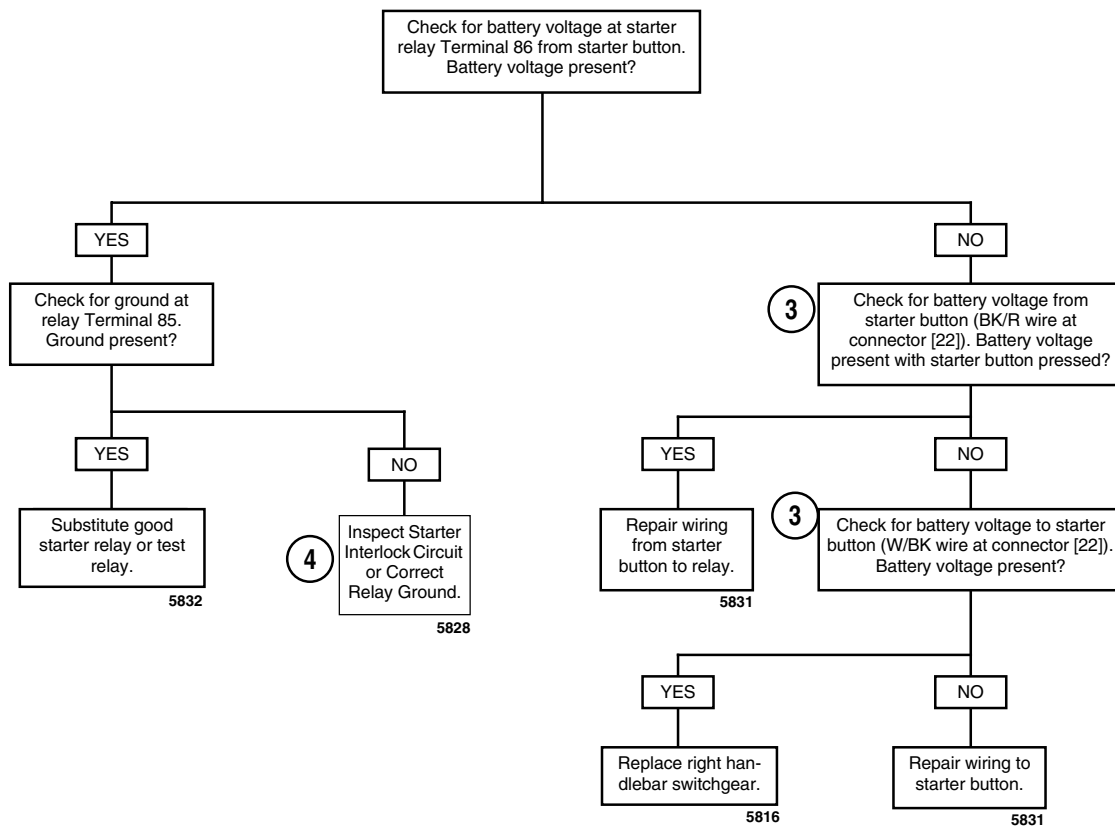 Check for battery voltage at starter
relay Terminal 86 from starter button.
Battery voltage present?
YES
NO
Check for ground at
relay Terminal 85.
Ground present?
3
Check for battery voltage from
starter button (BK/R wire at
connector [22]). Battery voltage
present with starter button pressed?
YES
NO
YES
NO
Substitute good
starter relay or test
relay.
5832
4
Inspect Starter
Interlock Circuit
or Correct
Relay Ground.
5828
Repair wiring
from starter
button to relay.
5831
3
Check for battery voltage to starter
button (W/BK wire at connector [22]).
Battery voltage present?
YES
NO
Replace right han-
dlebar switchgear.
5816
Repair wiring to
starter button.
5831